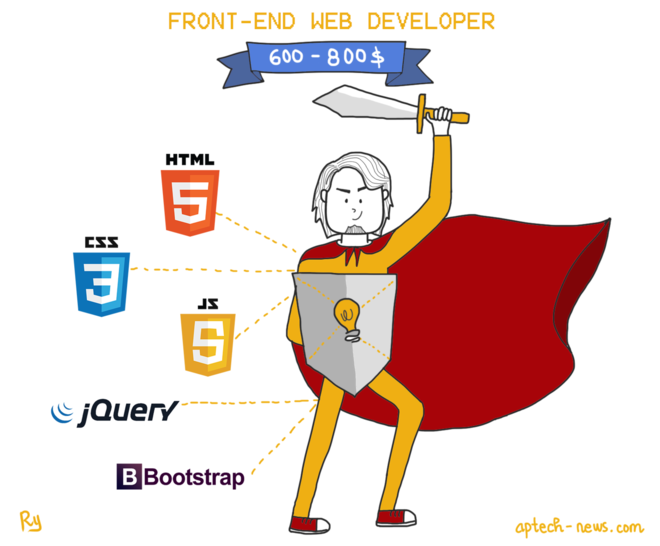 FRONT-END WEB DEVELOPER
600 - 800$
HTML
5
CSS
3
JS
5
jQuery
B Bootstrap
Ry
aptech-news.com